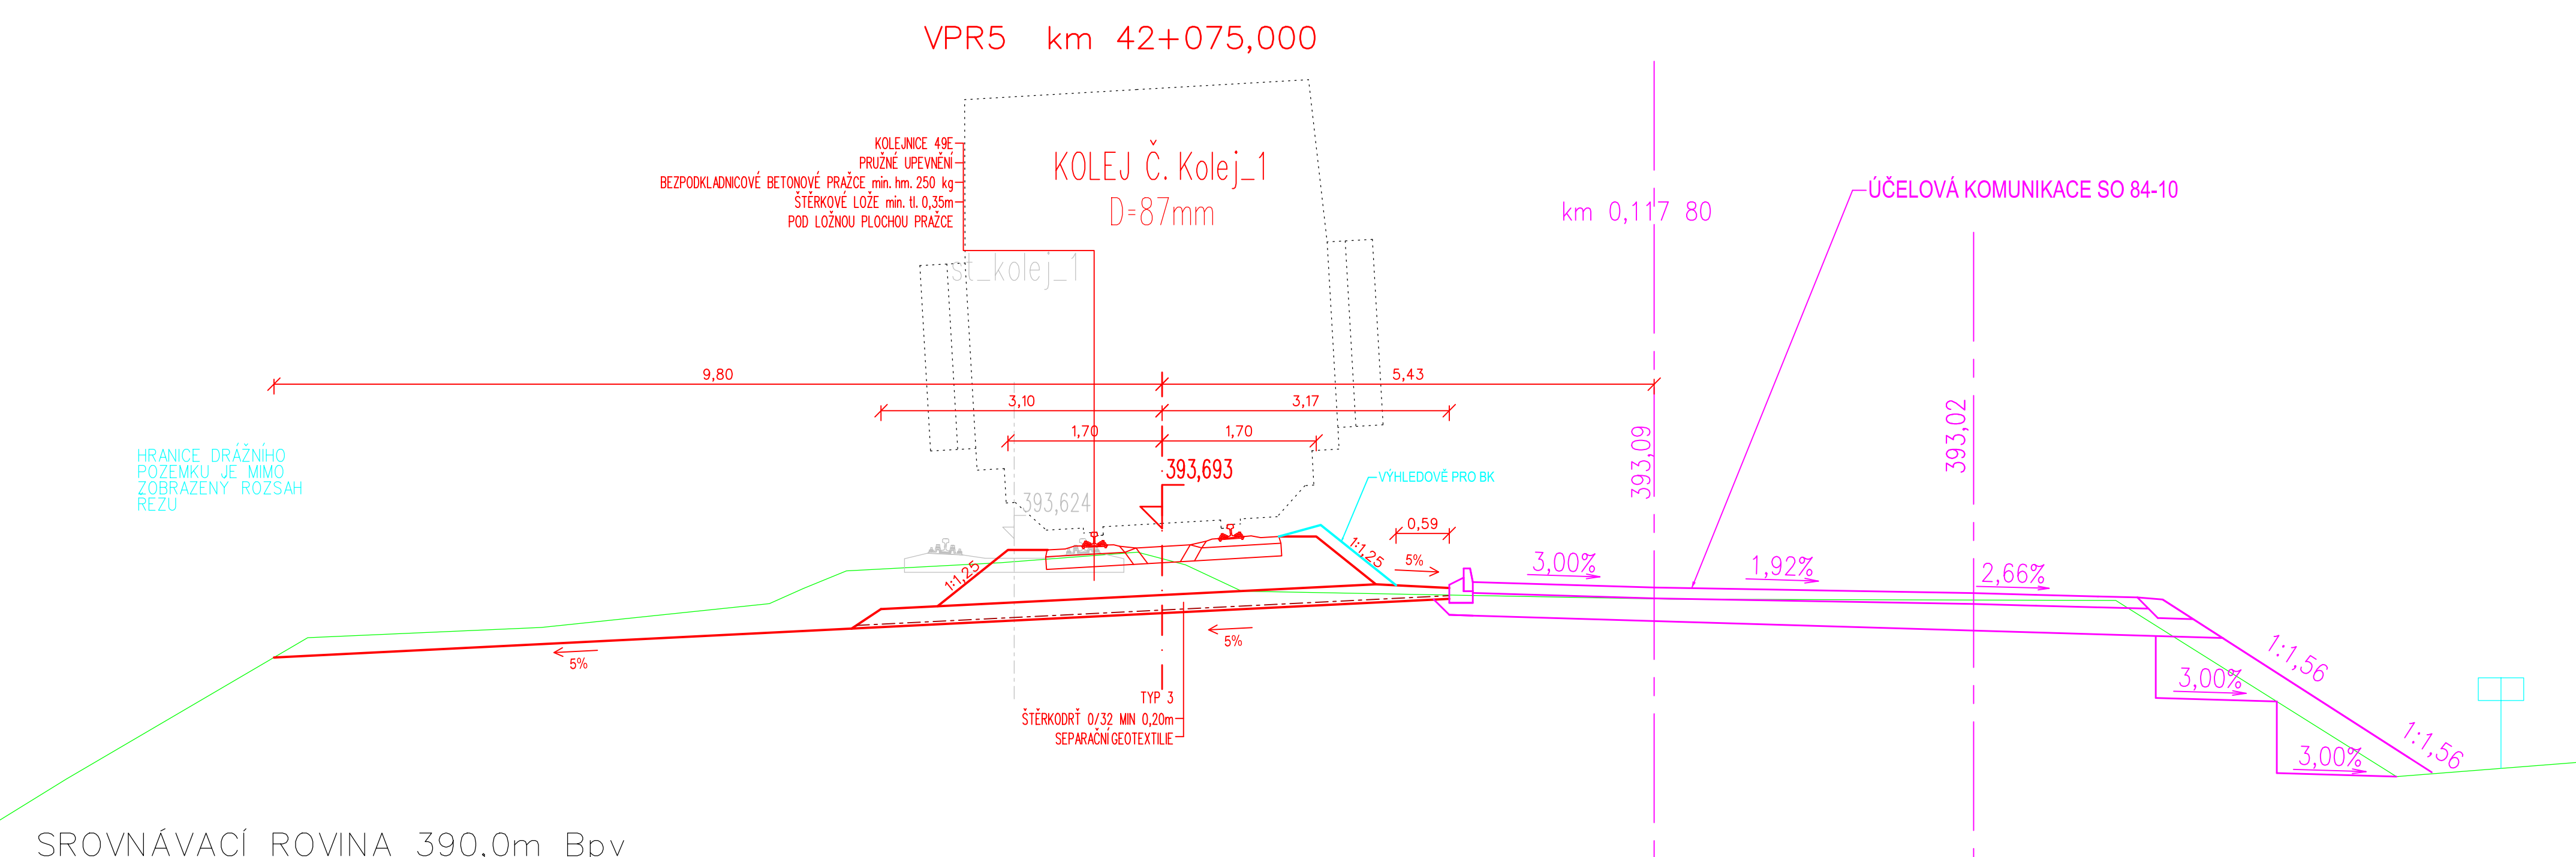 VPR5 km 42+075,000
KOLEJNICE 49E
PRUŽNÉ UPEVNĚNÍ
BEZPODKLADNICOVÉ BETONOVÉ PRAŽCE min. hm. 250 kg
ŠTĚRKOVÉ LOŽE min. tl. 0,35m
POD LOŽNOU PLOCHOU PRAŽCE
KOLEJ Č. Kolej_1
D=87mm
st_kolej_1
km 0,117 80
ÚČELOVÁ KOMUNIKACE SO 84-10
9,80
5,43
3,10
3,17
1,70
1,70
393,693
393,624
393,09
393,02
HRANICE DRÁŽNÍHO
POZEMKU JE MIMO
ZOBRAZENÝ ROZSAH
ŘEZU
VÝHLEDOVĚ PRO BK
0,59
1:1,25
1:1,25
5%
3,00%
1,92%
2,66%
5%
5%
TYP 3
ŠTĚRKODRŤ 0/32 MIN 0,20m
SEPARAČNÍ GEOTEXTILIE
1:1,56
3,00%
1:1,56
3,00%
SROVNÁVACÍ ROVINA 390,0m Bpv